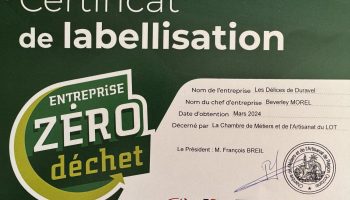 Certificat
de labellisation
ENTREPRISE
ZÉRO
déchet
Nom de l'entreprise Les Délices de Duravel
Nom du chef d'entreprise Beverley MOREL
Date d'obtention Mars 2024
Décerné par La Chambre de Métiers et de l'Artisanat du LOT
Le Président : M. François BREIL